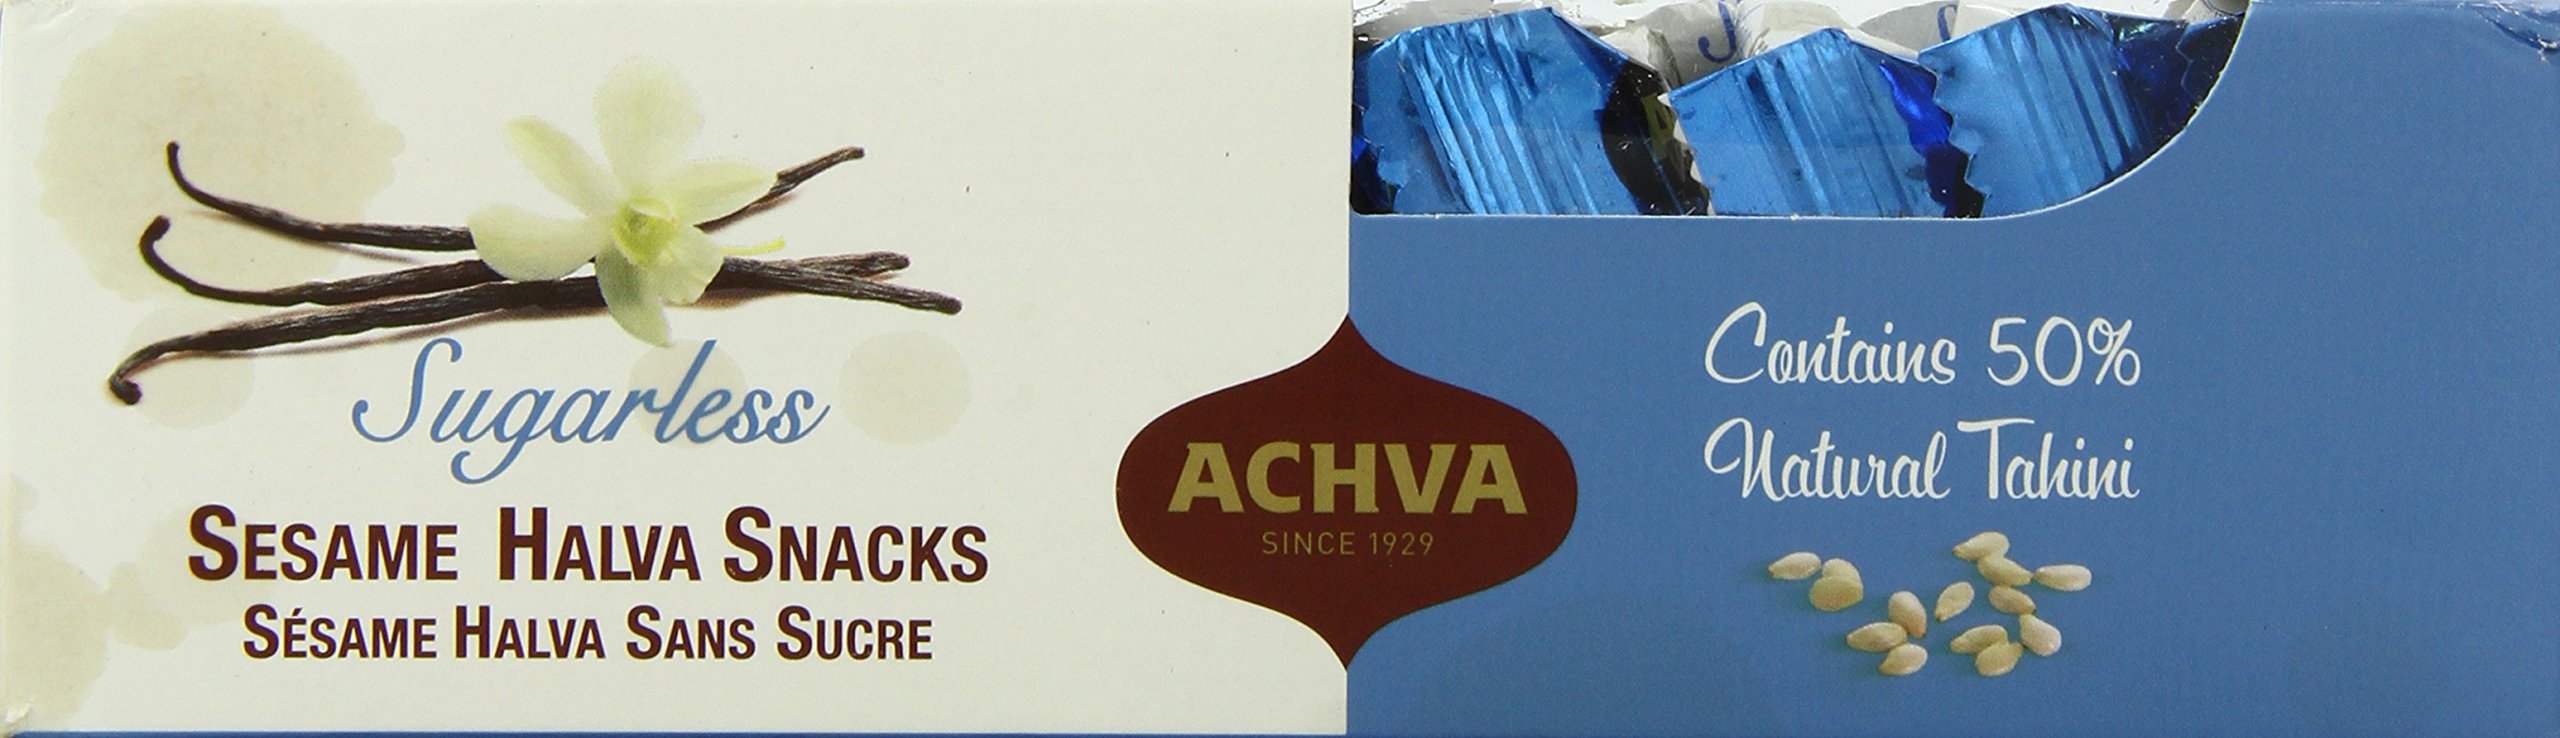 Sugarless
SESAME HALVA SNACKS
SÉSAME HALVA SANS SUCRE
ACHVA
SINCE 1929
Contains 50%
Natural Tahini